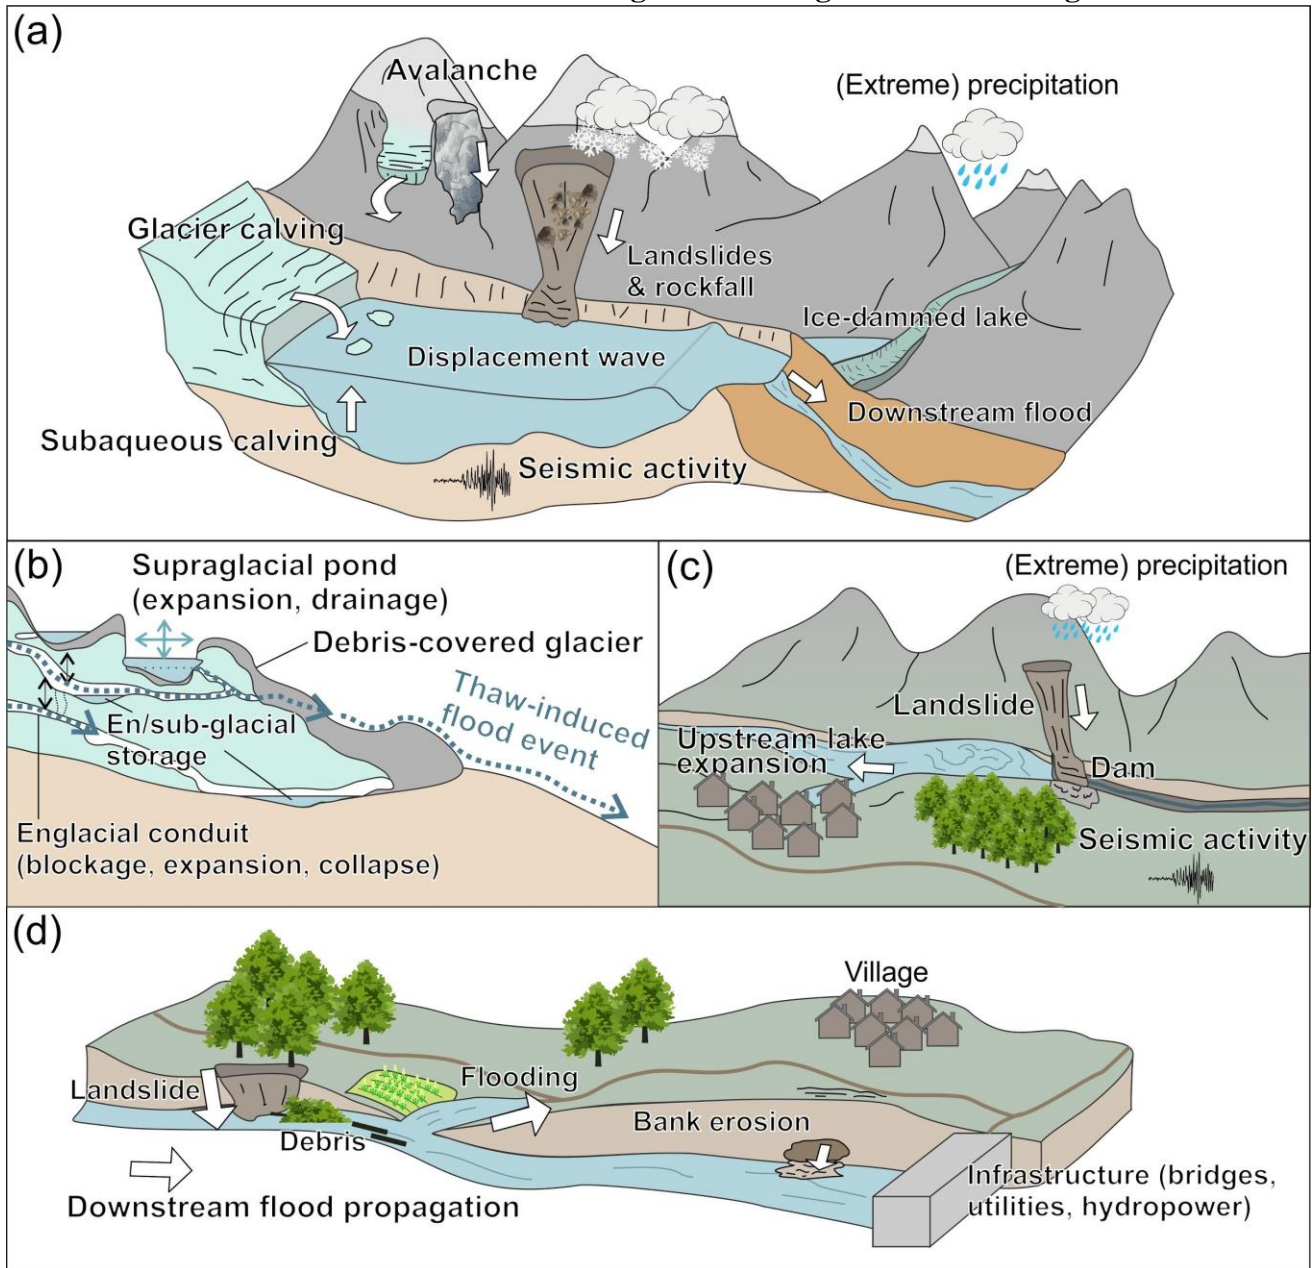 (a)
Avalanche
(Extreme) precipitation
Glacier calving
Landslides
& rockfall
Ice-dammed lake
Displacement wave
Downstream flood
Subaqueous calving
Seismic activity
(b)
Supraglacial pond
(expansion, drainage)
Debris-covered glacier
Thaw-induced
flood event
En/sub-glacial
storage
Englacial conduit
(blockage, expansion, collapse)
(c)
(Extreme) precipitation
Landslide
Upstream lake
expansion
Dam
Seismic activity
(d)
Village
Landslide
Flooding
Bank erosion
Debris
Infrastructure (bridges,
utilities, hydropower)
Downstream flood propagation